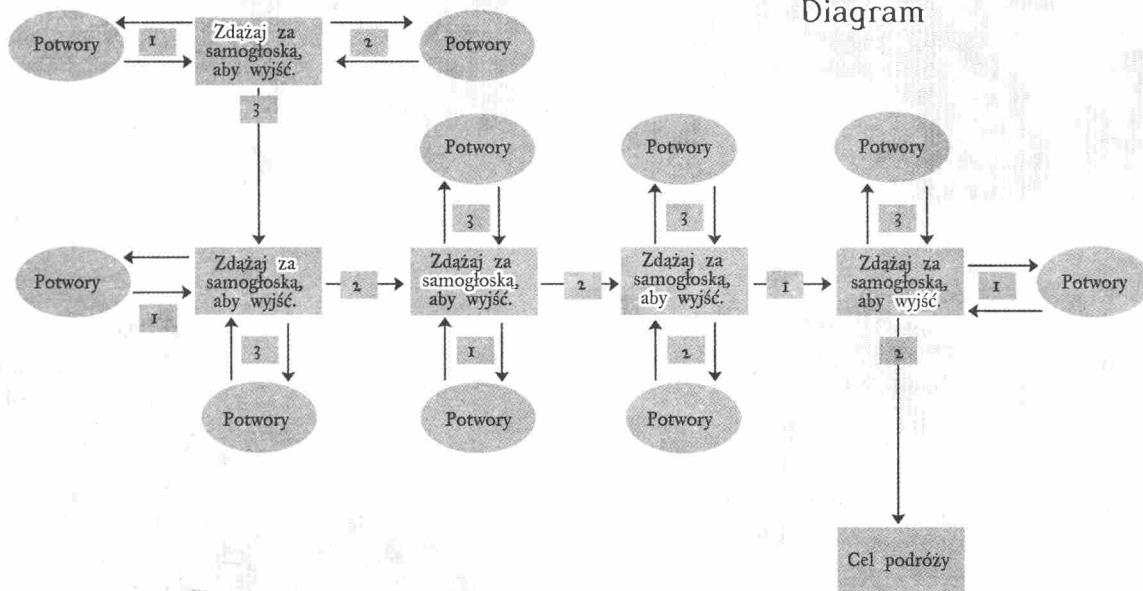 Diagram
Potwory
1
Zdążaj za
samogłoską,
aby wyjść.
2
Potwory
3
Potwory
Potwory
Potwory
3
3
3
Potwory
1
Zdążaj za
samogłoską,
aby wyjść.
2
Zdążaj za
samogłoską,
aby wyjść.
2
Zdążaj za
samogłoską,
aby wyjść.
1
Zdążaj za
samogłoską,
aby wyjść.
1
Potwory
3
1
2
2
Potwory
Potwory
Potwory
Cel podróży